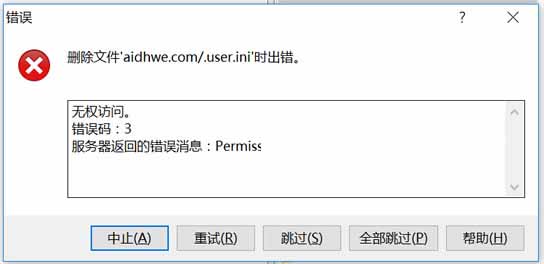 错误
删除文件'aidhwe.com/.user.ini'时出错。
无权访问。
错误码：3
服务器返回的错误消息：Permiss
中止(A)
重试(R)
跳过(S)
全部跳过(P)
帮助(H)